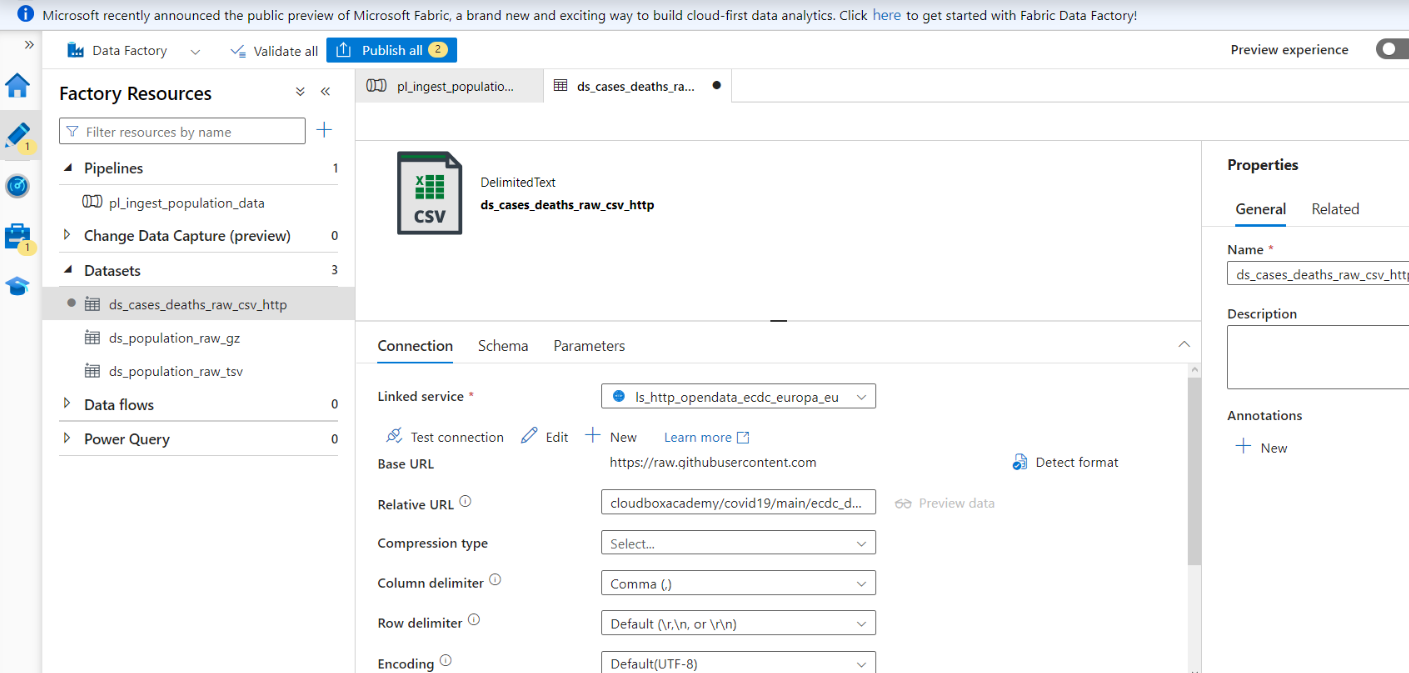 Microsoft recently announced the public preview of Microsoft Fabric, a brand new and exciting way to build cloud-first data analytics. Click here to get started with Fabric Data Factory!
Data Factory
Validate all
Publish all 2
Preview experience
Factory Resources
pl_ingest_populatio...
ds_cases_deaths_ra...
Filter resources by name
1
1
Pipelines 1
pl_ingest_population_data
Change Data Capture (preview) 0
Datasets 3
ds_cases_deaths_raw_csv_http
ds_population_raw_gz
ds_population_raw_tsv
Data flows 0
Power Query 0
X
CSV
DelimitedText
ds_cases_deaths_raw_csv_http
Connection Schema Parameters
Linked service * ls_http_opendata_ecdc_europa_eu
Test connection Edit New Learn more
Base URL https://raw.githubusercontent.com Detect format
Relative URL cloudboxacademy/covid19/main/ecdc_d... Preview data
Compression type Select...
Column delimiter Comma (,)
Row delimiter Default (\r,\n, or \r\n)
Encoding Default(UTF-8)
Properties
General Related
Name *
ds_cases_deaths_raw_csv_http
Description
Annotations
New